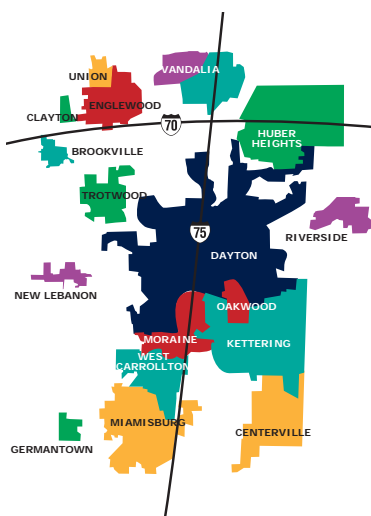 VANDALIA
UNION
ENGLEWOOD
CLAYTON
70
HUBER
HEIGHTS
BROOKVILLE
TROTWOOD
75
RIVERSIDE
DAYTON
NEW LEBANON
OAKWOOD
MORAINE
KETTERING
WEST
CARROLLTON
MIAMISBURG
CENTERVILLE
GERMANTOWN